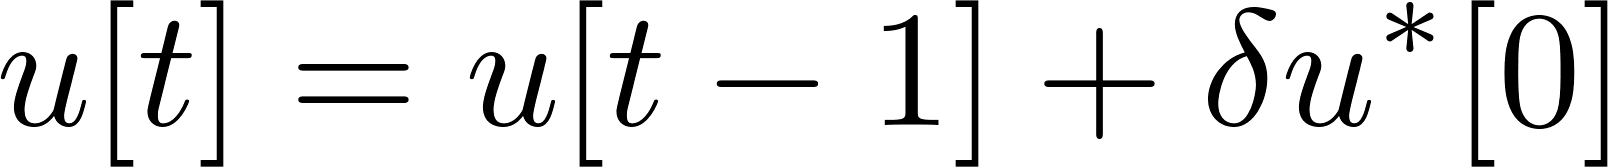 u[t] = u[t − 1] + δu*[0]